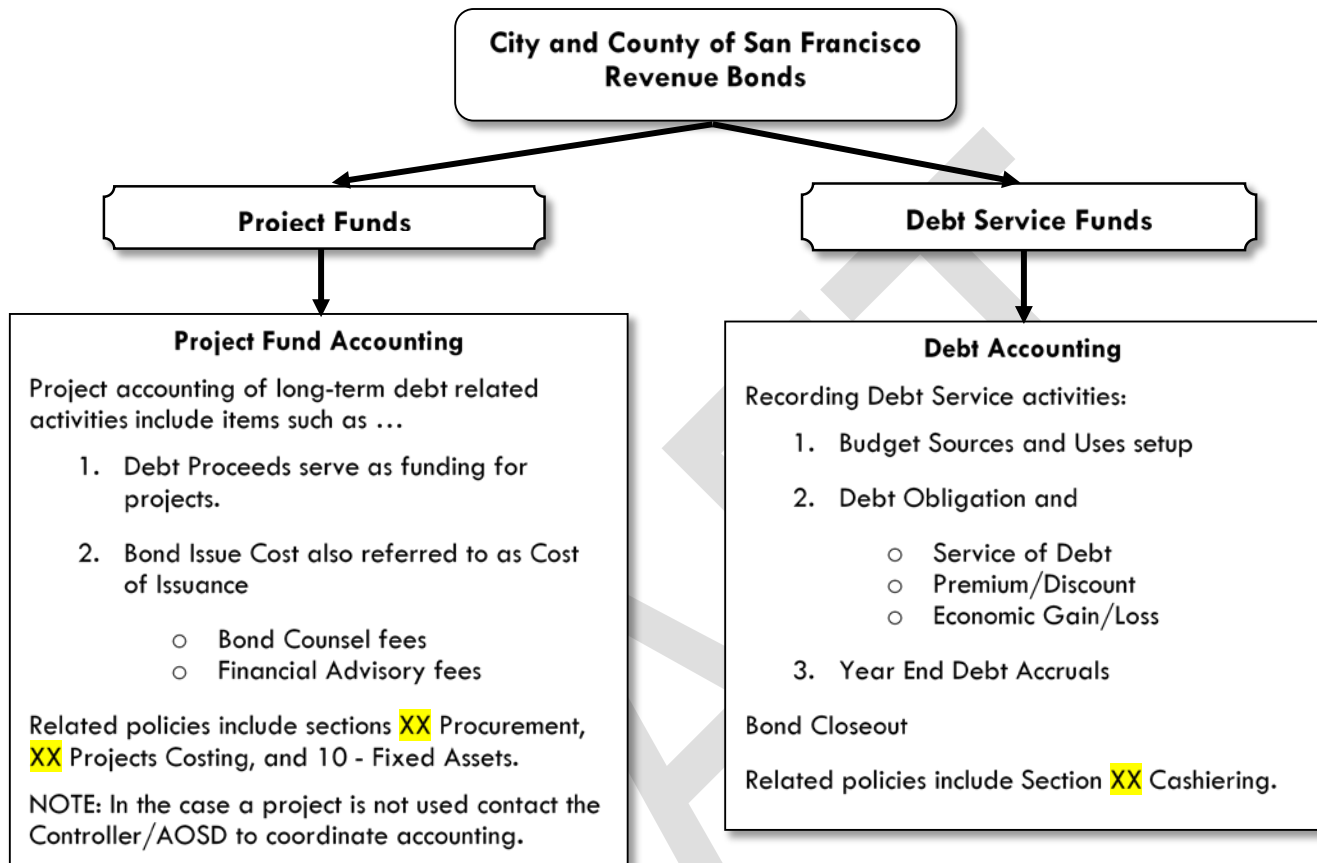 City and County of San Francisco
Revenue Bonds
Project Funds
Debt Service Funds
Project Fund Accounting
Project accounting of long-term debt related
activities include items such as …
1. Debt Proceeds serve as funding for
projects.
2. Bond Issue Cost also referred to as Cost
of Issuance
o Bond Counsel fees
o Financial Advisory fees
Related policies include sections XX Procurement,
XX Projects Costing, and 10 - Fixed Assets.
NOTE: In the case a project is not used contact the
Controller/AOSD to coordinate accounting.
Debt Accounting
Recording Debt Service activities:
1. Budget Sources and Uses setup
2. Debt Obligation and
o Service of Debt
o Premium/Discount
o Economic Gain/Loss
3. Year End Debt Accruals
Bond Closeout
Related policies include Section XX Cashiering.